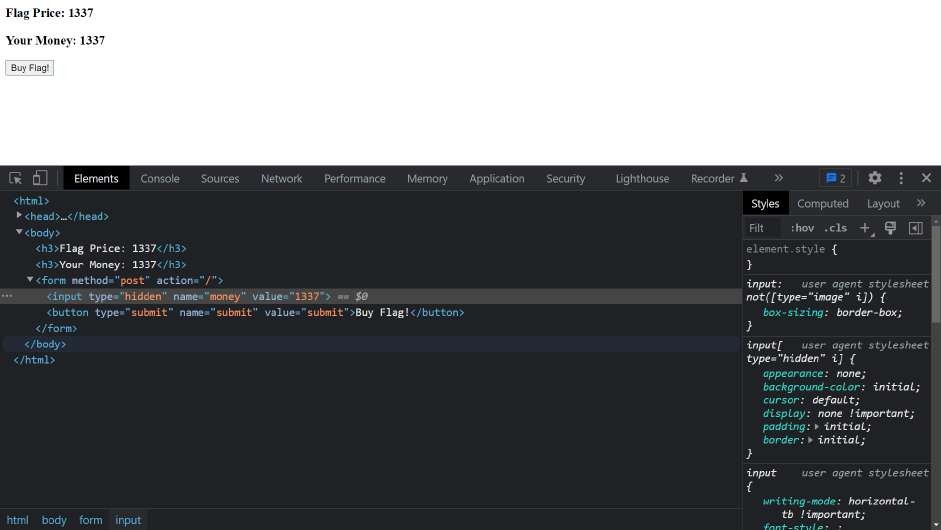 Flag Price: 1337
Your Money: 1337
Buy Flag!
Elements Console Sources Network Performance Memory Application Security Lighthouse Recorder » 2
<html>
<head>…</head>
<body>
<h3>Flag Price: 1337</h3>
<h3>Your Money: 1337</h3>
<form method="post" action="/">
<input type="hidden" name="money" value="1337"> == $0
<button type="submit" name="submit" value="submit">Buy Flag!</button>
</form>
</body>
</html>
html body form input
Styles Computed Layout »
Filt :hov .cls +
element.style {
}
input: user agent stylesheet
not([type="image" i]) {
box-sizing: border-box;
}
input[ user agent stylesheet
type="hidden" i] {
appearance: none;
background-color: initial;
cursor: default;
display: none !important;
padding: initial;
border: initial;
}
input user agent stylesheet
{
writing-mode: horizontal-
tb !important;